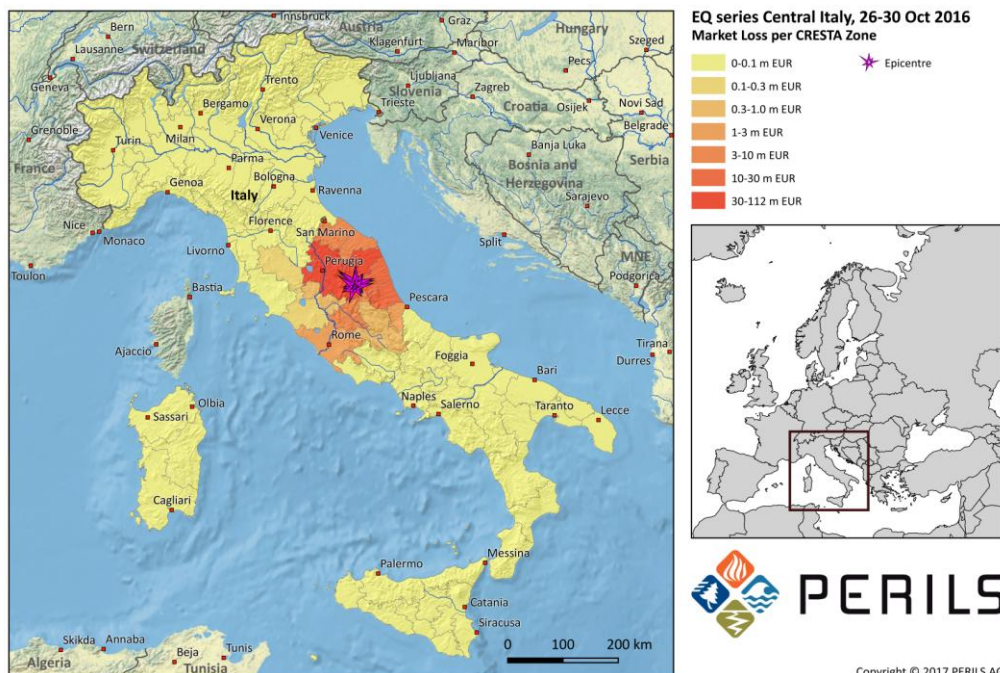 EQ series Central Italy, 26-30 Oct 2016
Market Loss per CRESTA Zone
0-0.1 m EUR
0.1-0.3 m EUR
0.3-1.0 m EUR
1-3 m EUR
3-10 m EUR
10-30 m EUR
30-112 m EUR
Epicentre
Innsbruck
Austria
Graz
Hungary
Bern
Lausanne
Switzerland
Klagenfurt
Maribor
Szeged
Geneva
Trento
Ljubljana
Slovenia
Pecs
Zagreb
Croatia
Osijek
Novi Sad
Bergamo
Trieste
Grenoble
Milan
Verona
Venice
Belgrade
Turin
Banja Luka
Serbia
France
Parma
Bosnia and
Herzegovina
Genoa
Bologna
Ravenna
Italy
Sarajevo
Nice
Monaco
Florence
San Marino
Split
MNE
Livorno
Toulon
Perugia
Podgorica
Bastia
Pescara
Ajaccio
Rome
Tirana
Durres
Foggia
Bari
Olbia
Sassari
Naples
Salerno
Taranto
Lecce
Cagliari
Messina
Palermo
Catania
Siracusa
Skikda
Annaba
Tunis
Beja
Algeria
Tunisia
0 100 200 km
PERILS
Copyright © 2017 PERILS AG